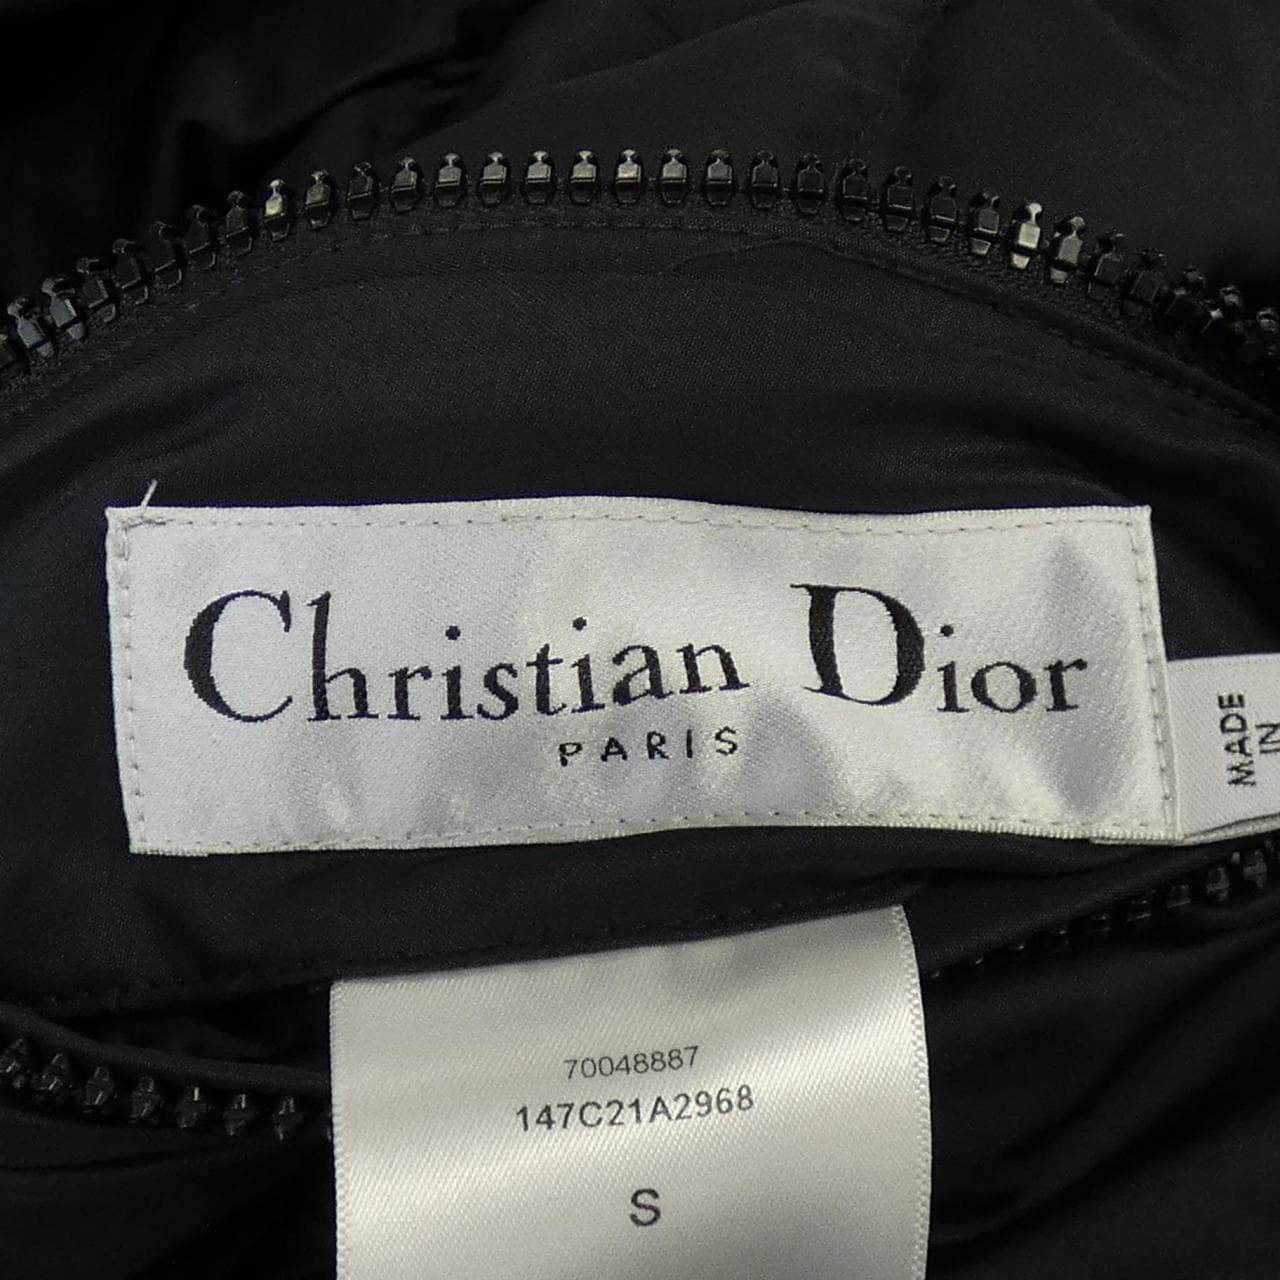 Christian Dior
PARIS
MADE
IN
70048887
147C21A2968
S